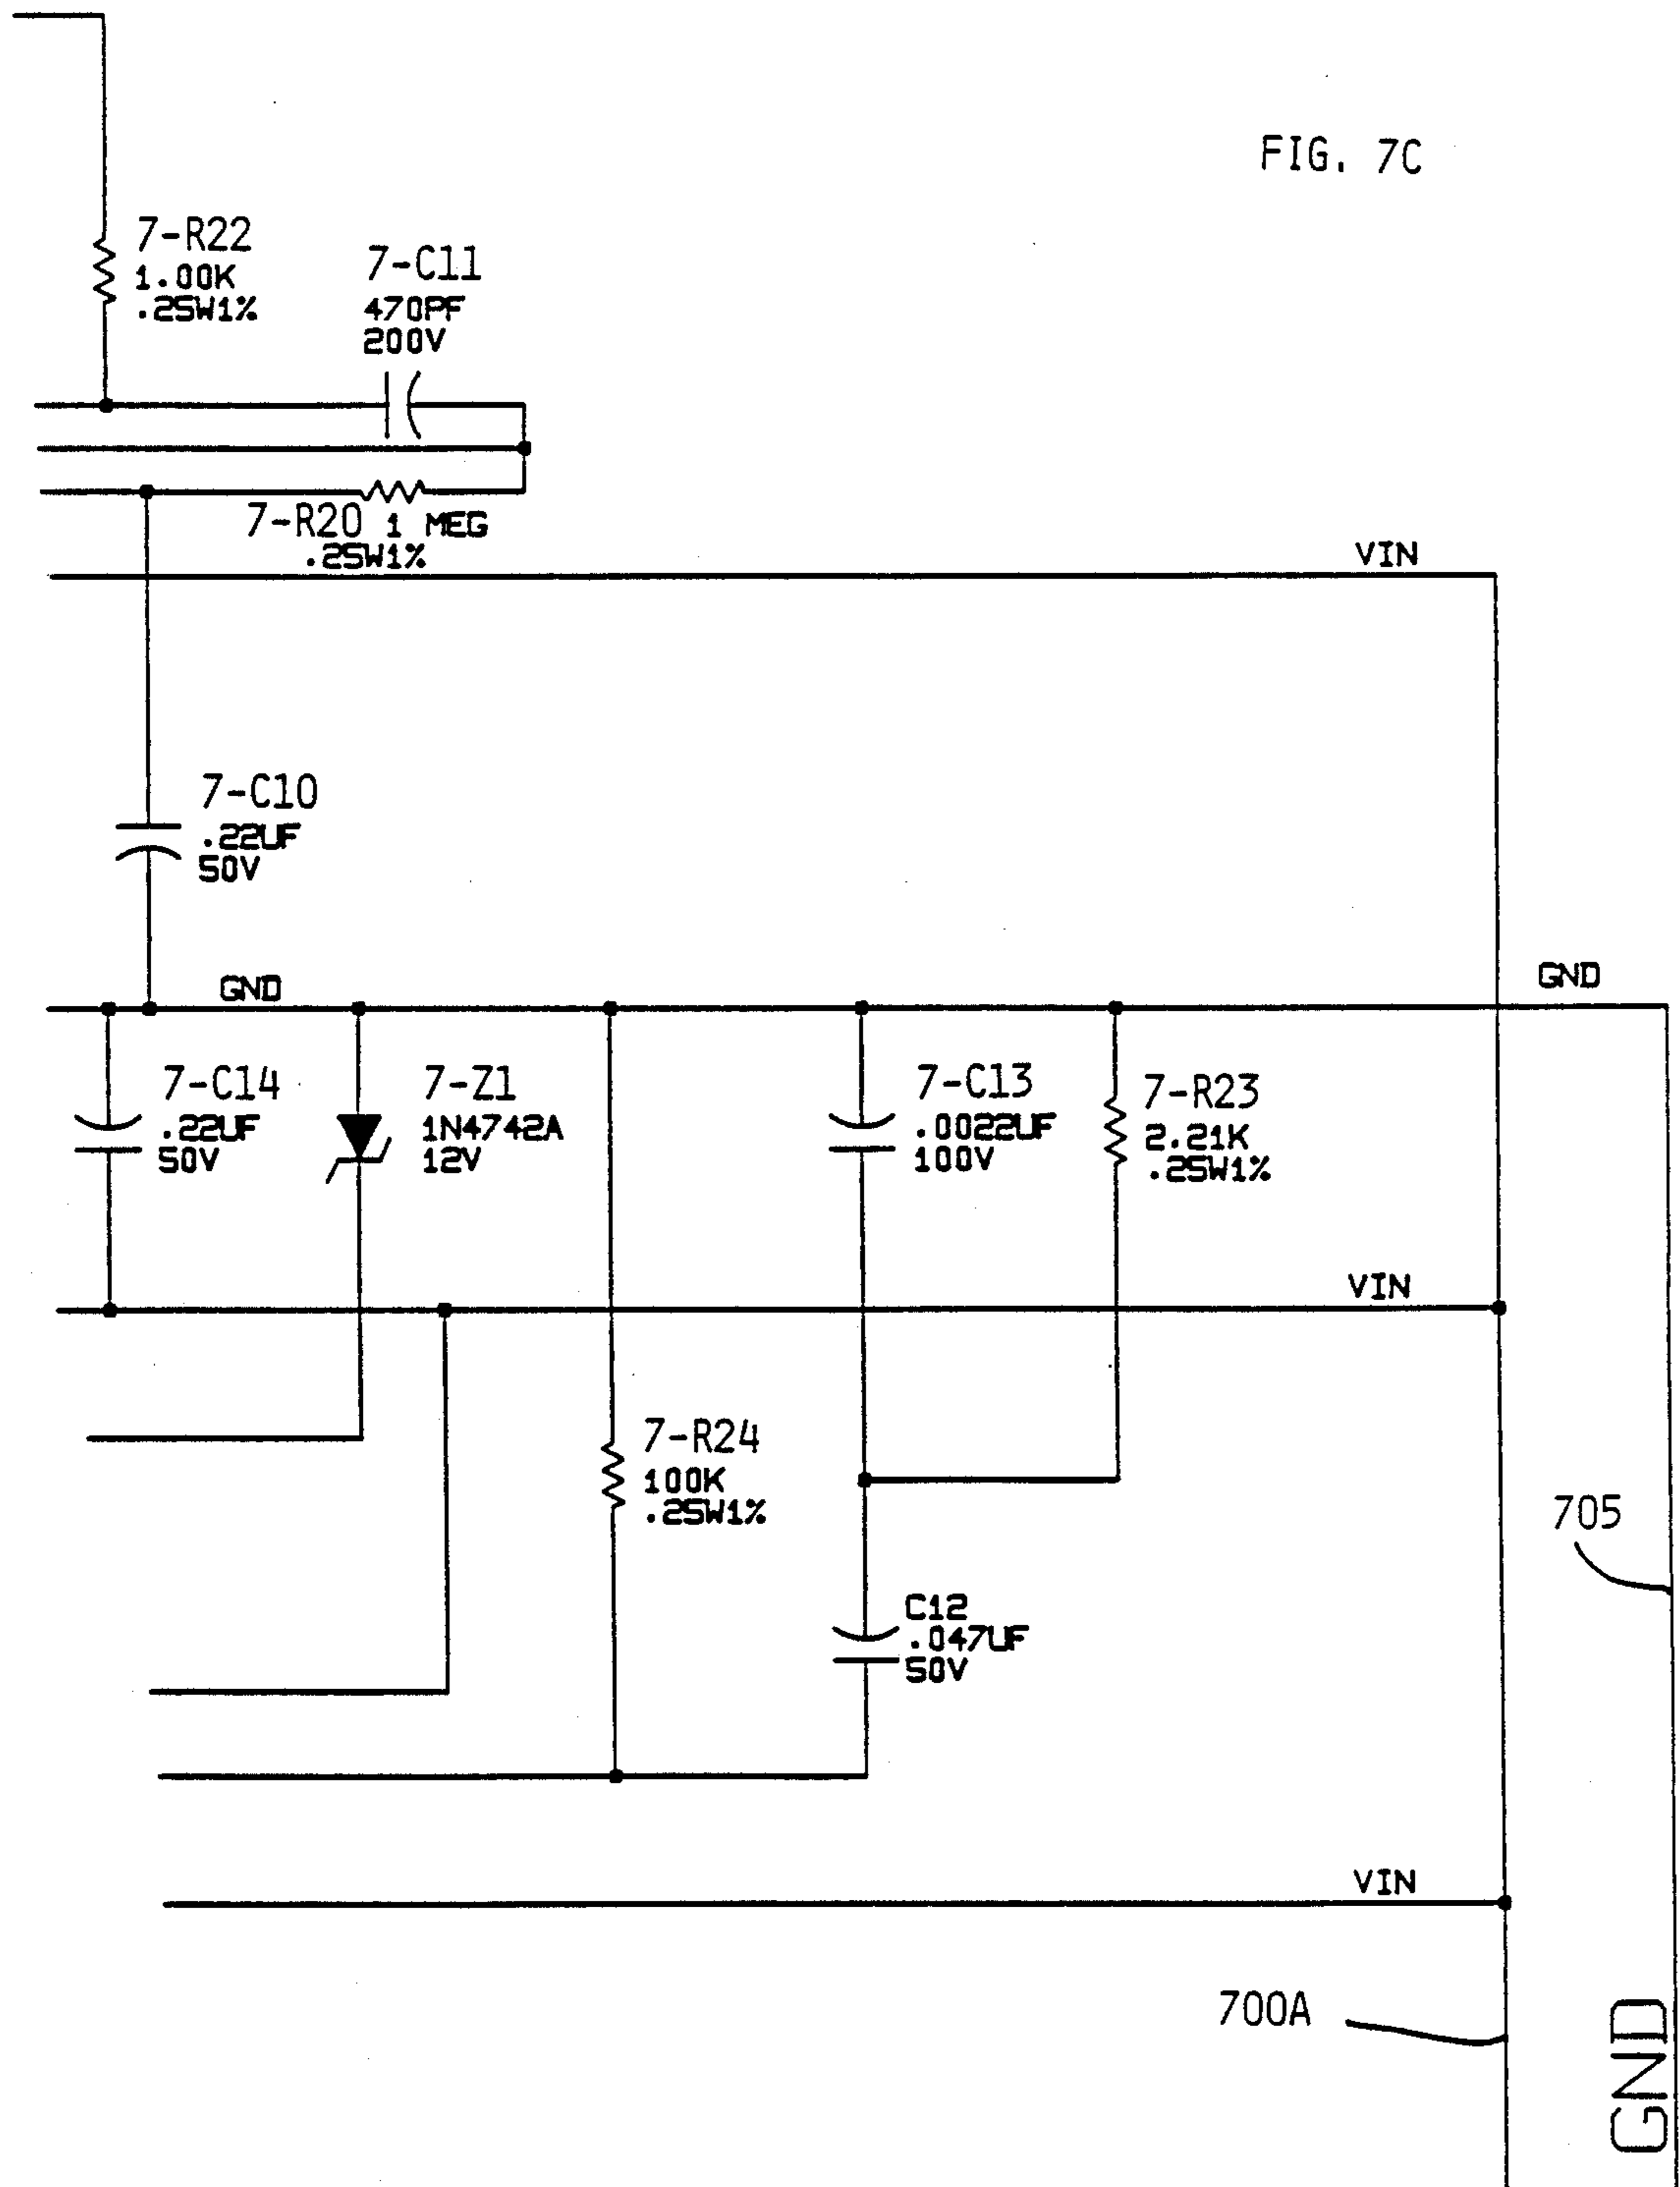 FIG. 7C
7-R22
1.00K
.25W1%
7-C11
470PF
200V
7-R20 1 MEG
.25W1%
VIN
7-C10
.22UF
50V
GND
GND
7-C14
.22UF
50V
7-Z1
1N4742A
12V
7-C13
.0022UF
100V
7-R23
2.21K
.25W1%
VIN
7-R24
100K
.25W1%
705
C12
.047UF
50V
VIN
700A
GND